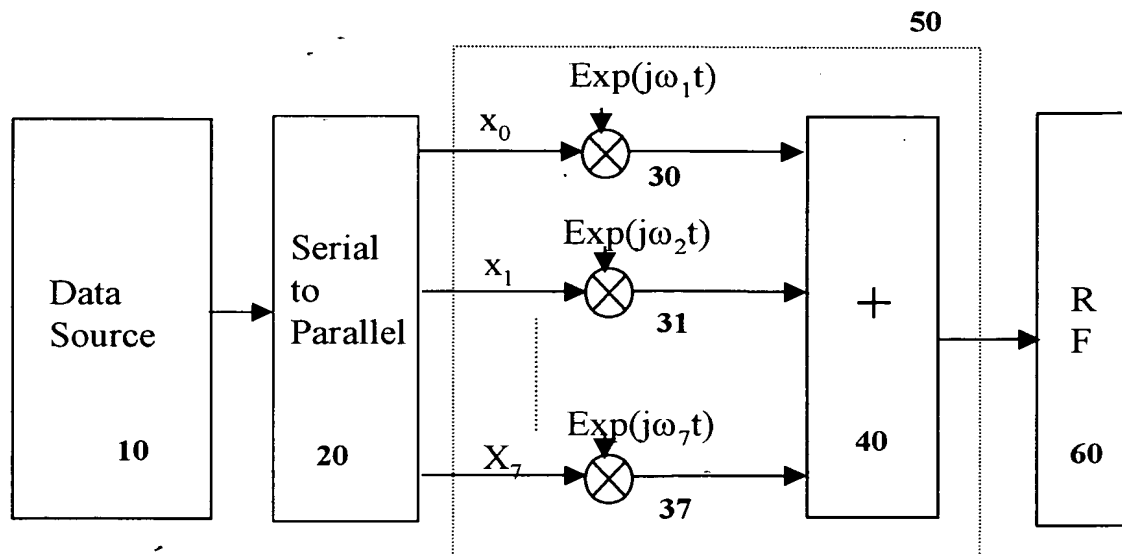 50
Exp(jω₁t)
x₀
30
Exp(jω₂t)
x₁
31
Data
Source
10
Serial
to
Parallel
20
Exp(jω₇t)
X₇
37
+
40
R
F
60